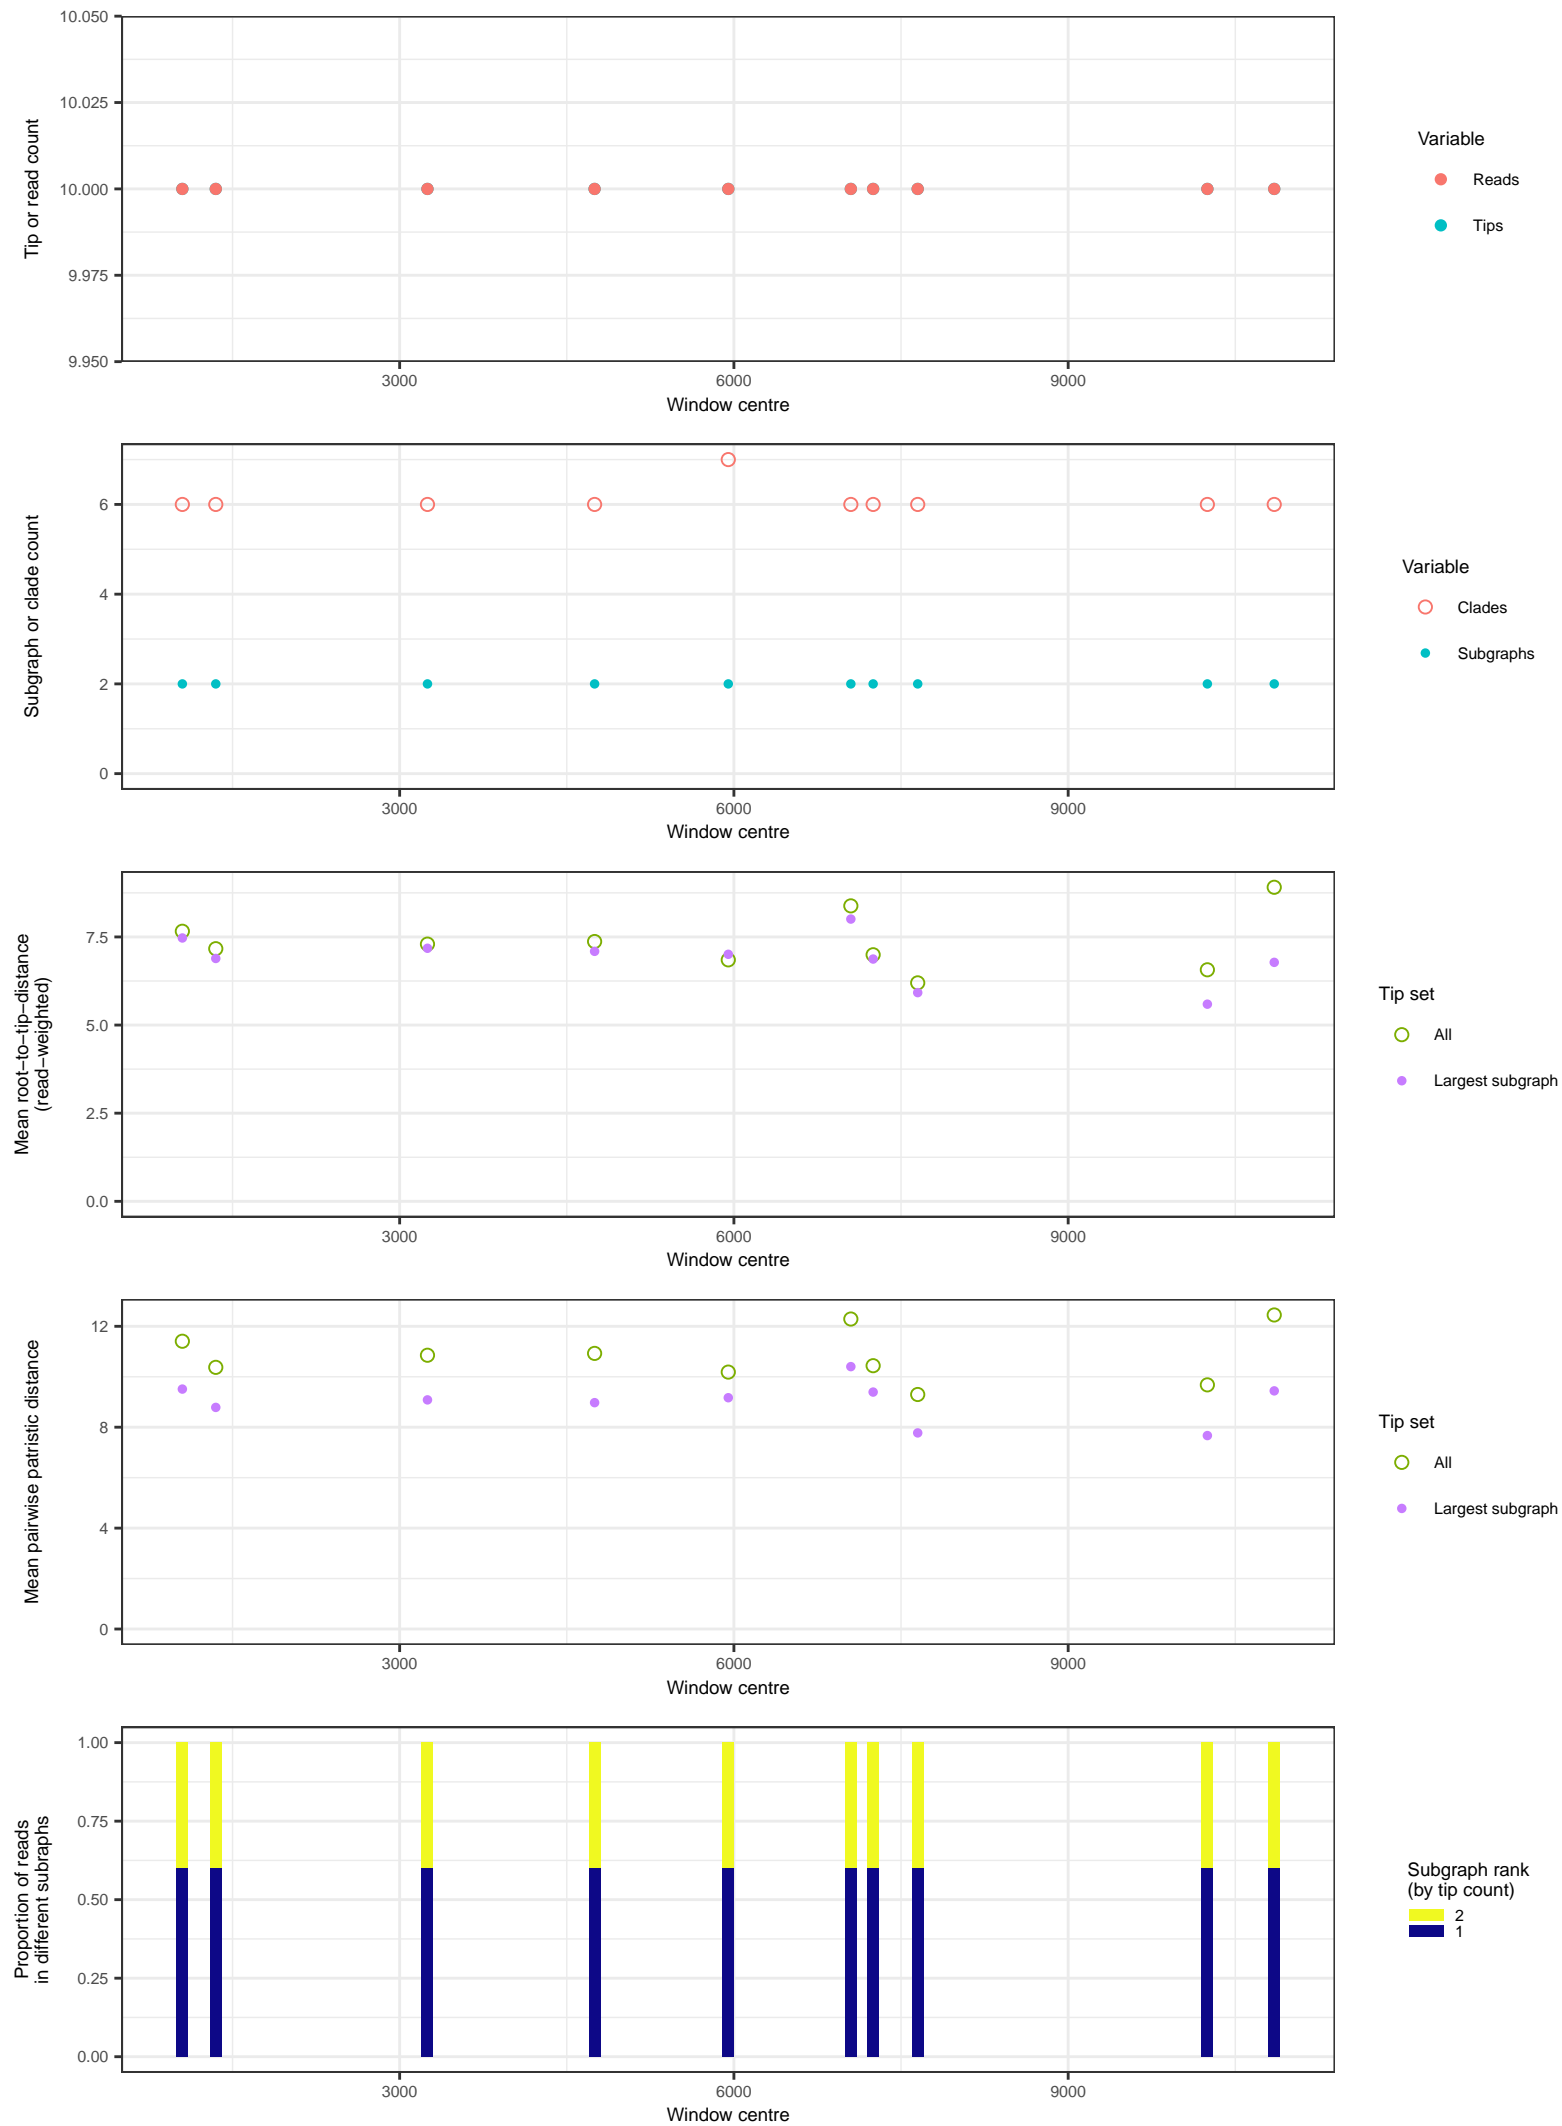 10.050
10.025
10.000
9.975
9.950
Tip or read count
3000 6000 9000
Window centre
Variable
Reads
Tips
6
4
2
0
Subgraph or clade count
3000 6000 9000
Window centre
Variable
Clades
Subgraphs
7.5
5.0
2.5
0.0
Mean root−to−tip−distance
(read−weighted)
3000 6000 9000
Window centre
Tip set
All
Largest subgraph
12
8
4
0
Mean pairwise patristic distance
3000 6000 9000
Window centre
Tip set
All
Largest subgraph
1.00
0.75
0.50
0.25
0.00
Proportion of reads
in different subraphs
3000 6000 9000
Window centre
Subgraph rank
(by tip count)
2
1